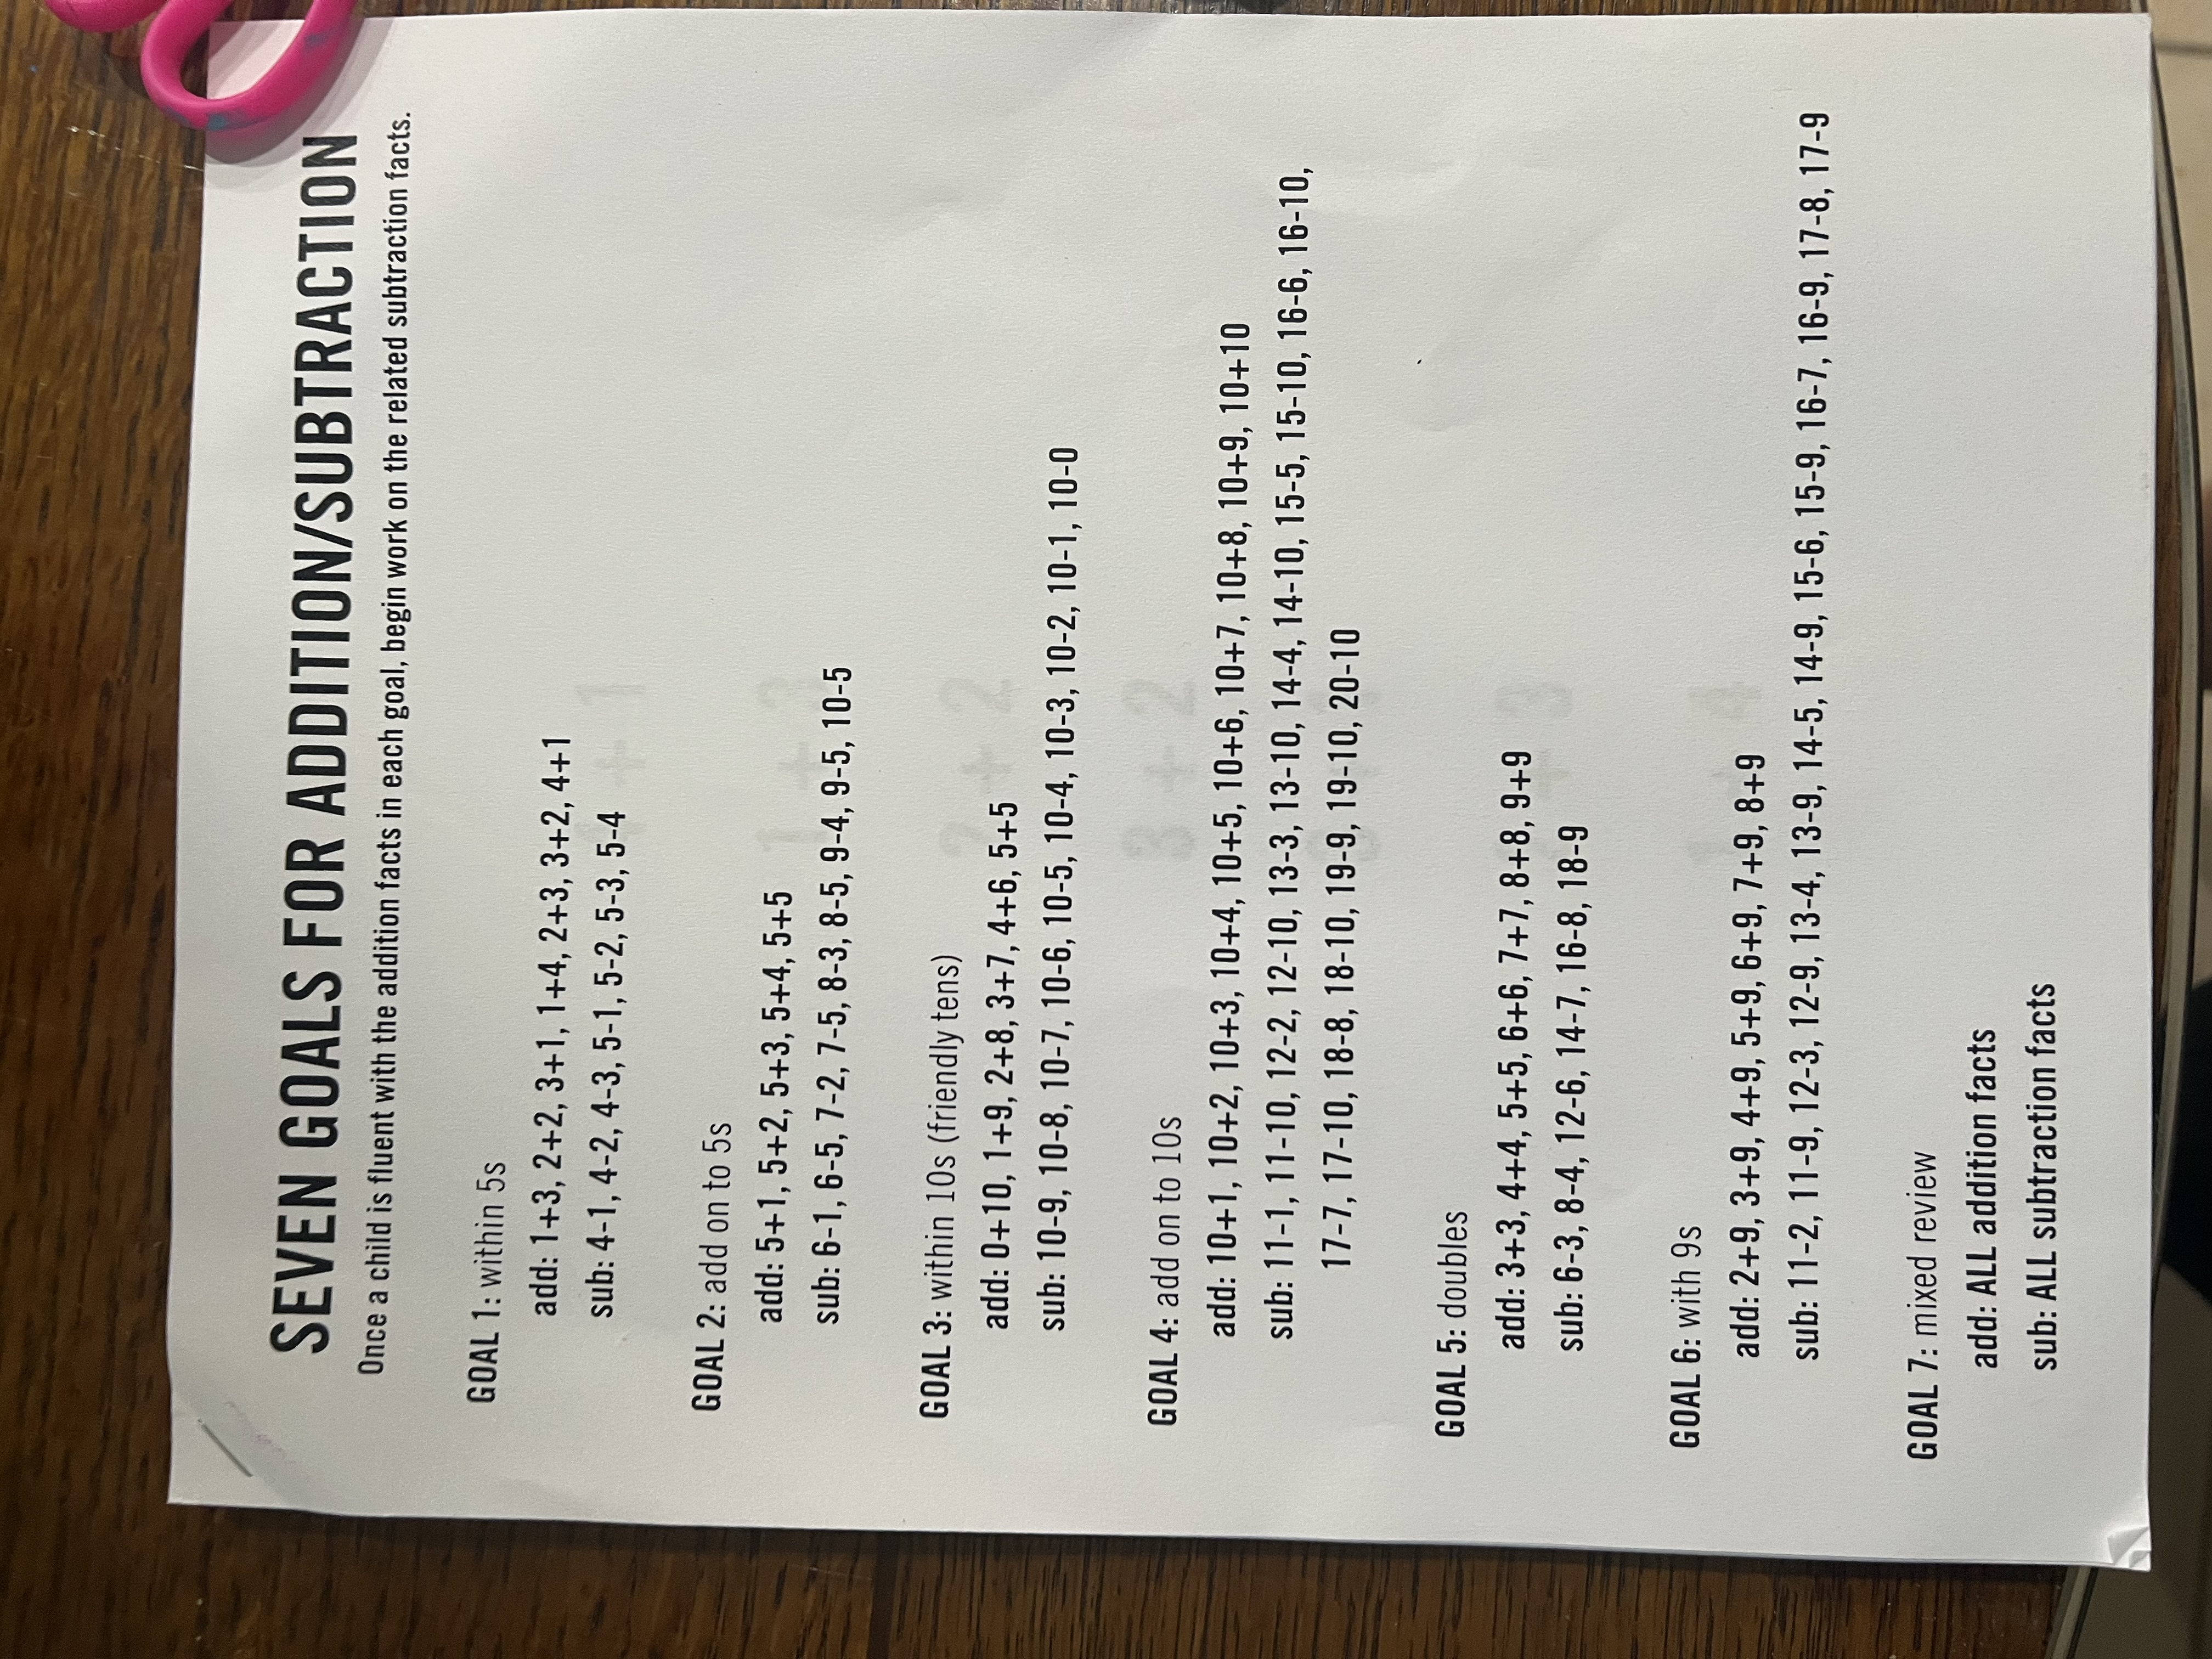 SEVEN GOALS FOR ADDITION/SUBTRACTION
Once a child is fluent with the addition facts in each goal, begin work on the related subtraction facts.
GOAL 1: within 5s
add: 1+3, 2+2, 3+1, 1+4, 2+3, 3+2, 4+1
sub: 4-1, 4-2, 4-3, 5-1, 5-2, 5-3, 5-4
GOAL 2: add on to 5s
add: 5+1, 5+2, 5+3, 5+4, 5+5
sub: 6-1, 6-5, 7-2, 7-5, 8-3, 8-5, 9-4, 9-5, 10-5
GOAL 3: within 10s (friendly tens)
add: 0+10, 1+9, 2+8, 3+7, 4+6, 5+5
sub: 10-9, 10-8, 10-7, 10-6, 10-5, 10-4, 10-3, 10-2, 10-1, 10-0
GOAL 4: add on to 10s
add: 10+1, 10+2, 10+3, 10+4, 10+5, 10+6, 10+7, 10+8, 10+9, 10+10
sub: 11-1, 11-10, 12-2, 12-10, 13-3, 13-10, 14-4, 14-10, 15-5, 15-10, 16-6, 16-10,
17-7, 17-10, 18-8, 18-10, 19-9, 19-10, 20-10
GOAL 5: doubles
add: 3+3, 4+4, 5+5, 6+6, 7+7, 8+8, 9+9
sub: 6-3, 8-4, 12-6, 14-7, 16-8, 18-9
GOAL 6: with 9s
add: 2+9, 3+9, 4+9, 5+9, 6+9, 7+9, 8+9
sub: 11-2, 11-9, 12-3, 12-9, 13-4, 13-9, 14-5, 14-9, 15-6, 15-9, 16-7, 16-9, 17-8, 17-9
GOAL 7: mixed review
add: ALL addition facts
sub: ALL subtraction facts